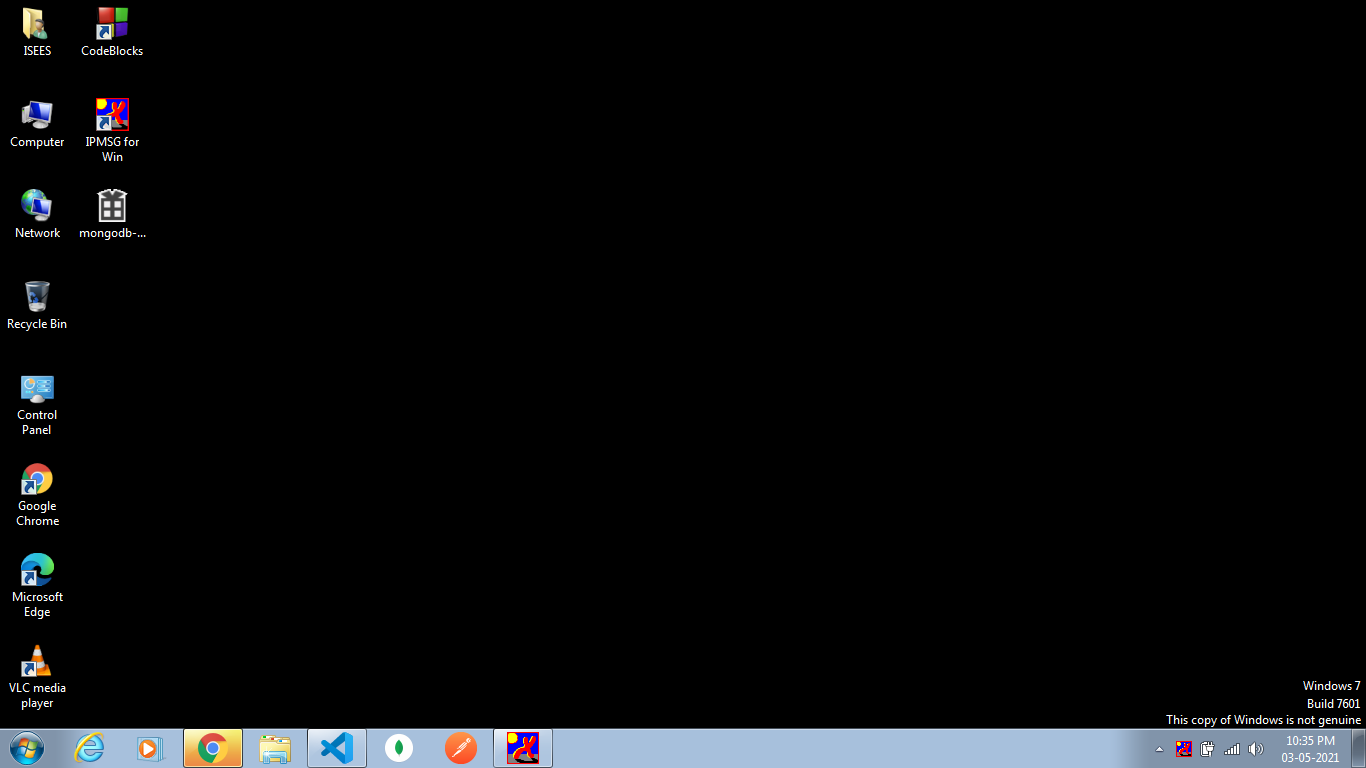 ISEES
CodeBlocks
Computer
IPMSG for
Win
Network
mongodb-...
Recycle Bin
Control
Panel
Google
Chrome
Microsoft
Edge
VLC media
player
Windows 7
Build 7601
This copy of Windows is not genuine
10:35 PM
03-05-2021